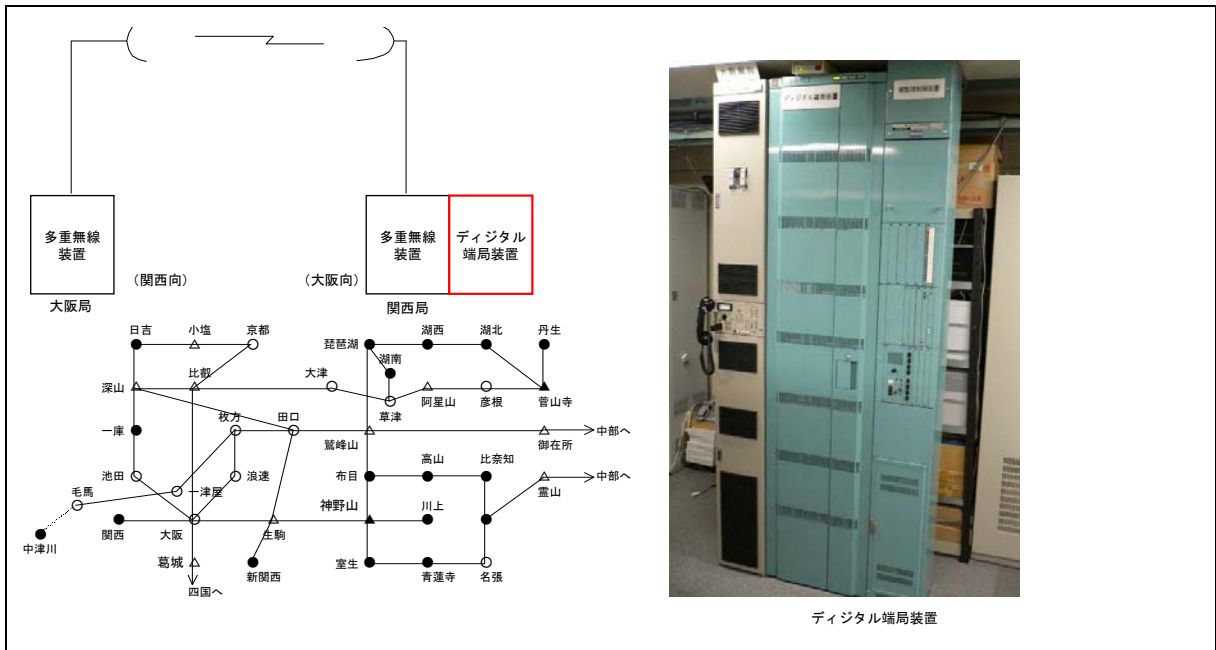 多重無線
装置
(関西向)
大阪局
(大阪向)
多重無線
装置
ディジタル
端局装置
関西局
日吉
小塩
京都
琵琶湖
湖西
湖北
丹生
湖南
深山
比叡
大津
草津
阿星山
彦根
菅山寺
一庫
枚方
田口
鷲峰山
御在所
中部へ
池田
浪速
布目
高山
比奈知
霊山
中部へ
毛馬
一津屋
中津川
関西
大阪
生駒
神野山
川上
葛城
新関西
室生
青蓮寺
名張
四国へ
ディジタル端局装置
ディジタル端局装置